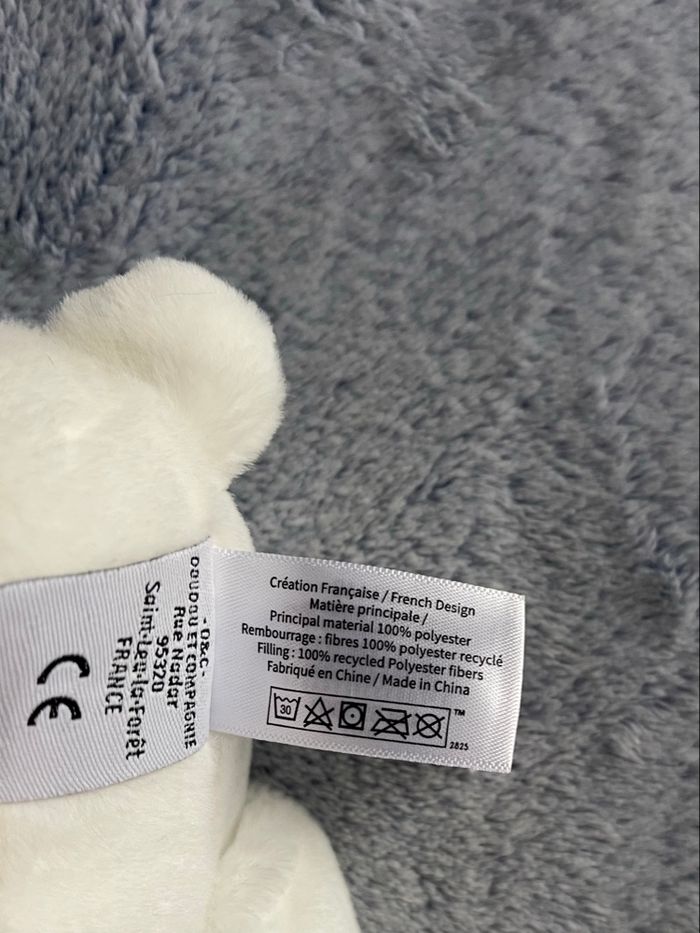 - D&C -
DOUDOU ET COMPAGNIE
Rue Nadar
95320
Saint-Leu-la-Forêt
FRANCE
CE
Création Française / French Design
Matière principale /
Principal material 100% polyester
Rembourrage : fibres 100% polyester recyclé
Filling : 100% recycled Polyester fibers
Fabriqué en Chine / Made in China
30
TM
2825